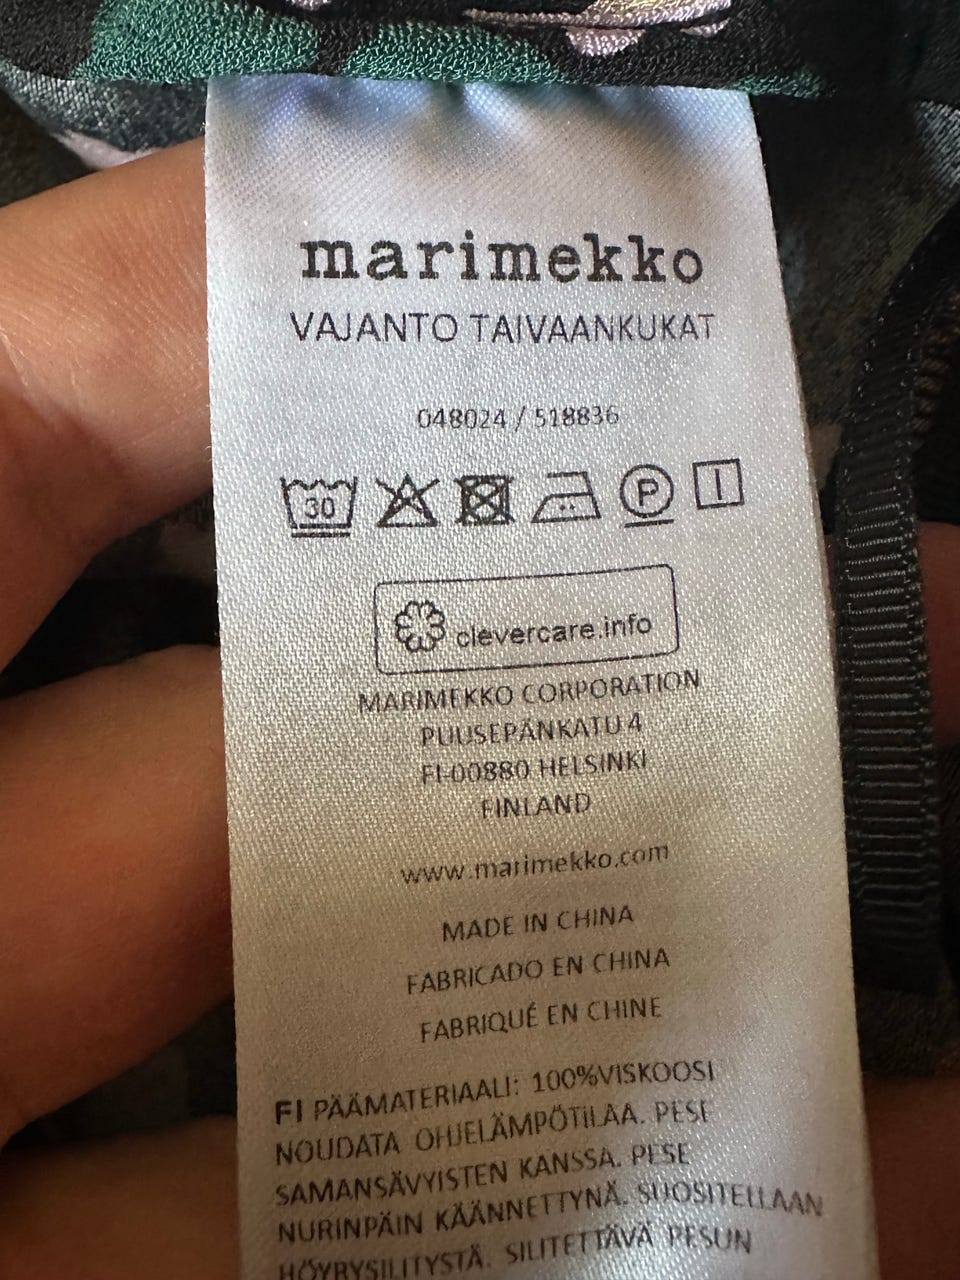 marimekko
VAJANTO TAIVAANKUKAT
048024 / 518836
30 P
clevercare.info
MARIMEKKO CORPORATION
PUUSEPÄNKATU 4
FI-00880 HELSINKI
FINLAND
www.marimekko.com
MADE IN CHINA
FABRICADO EN CHINA
FABRIQUÉ EN CHINE
FI PÄÄMATERIAALI: 100%VISKOOSI
NOUDATA OHJELÄMPÖTILAA. PESE
SAMANSÄVYISTEN KANSSA. PESE
NURINPÄIN KÄÄNNETTYNÄ. SUOSITELLAAN
HÖYRYSILITYSTÄ. SILITETTÄVÄ PESUN